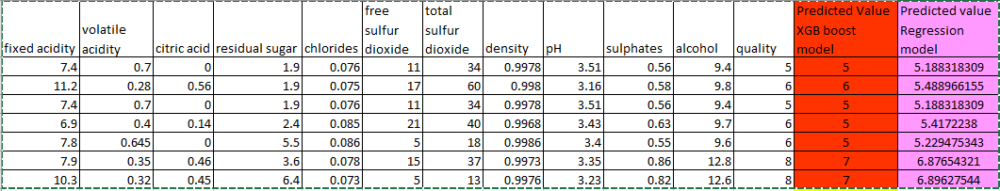 fixed acidity volatile acidity citric acid residual sugar chlorides free sulfur dioxide total sulfur dioxide density pH sulphates alcohol quality Predicted Value XGB boost model Predicted value Regression model
7.4 0.7 0 1.9 0.076 11 34 0.9978 3.51 0.56 9.4 5 5 5.188318309
11.2 0.28 0.56 1.9 0.075 17 60 0.998 3.16 0.58 9.8 6 6 5.488966155
7.4 0.7 0 1.9 0.076 11 34 0.9978 3.51 0.56 9.4 5 5 5.188318309
6.9 0.4 0.14 2.4 0.085 21 40 0.9968 3.43 0.63 9.7 6 5 5.4172238
7.8 0.645 0 5.5 0.086 5 18 0.9986 3.4 0.55 9.6 6 5 5.229475343
7.9 0.35 0.46 3.6 0.078 15 37 0.9973 3.35 0.86 12.8 8 7 6.87654321
10.3 0.32 0.45 6.4 0.073 5 13 0.9976 3.23 0.82 12.6 8 7 6.89627544